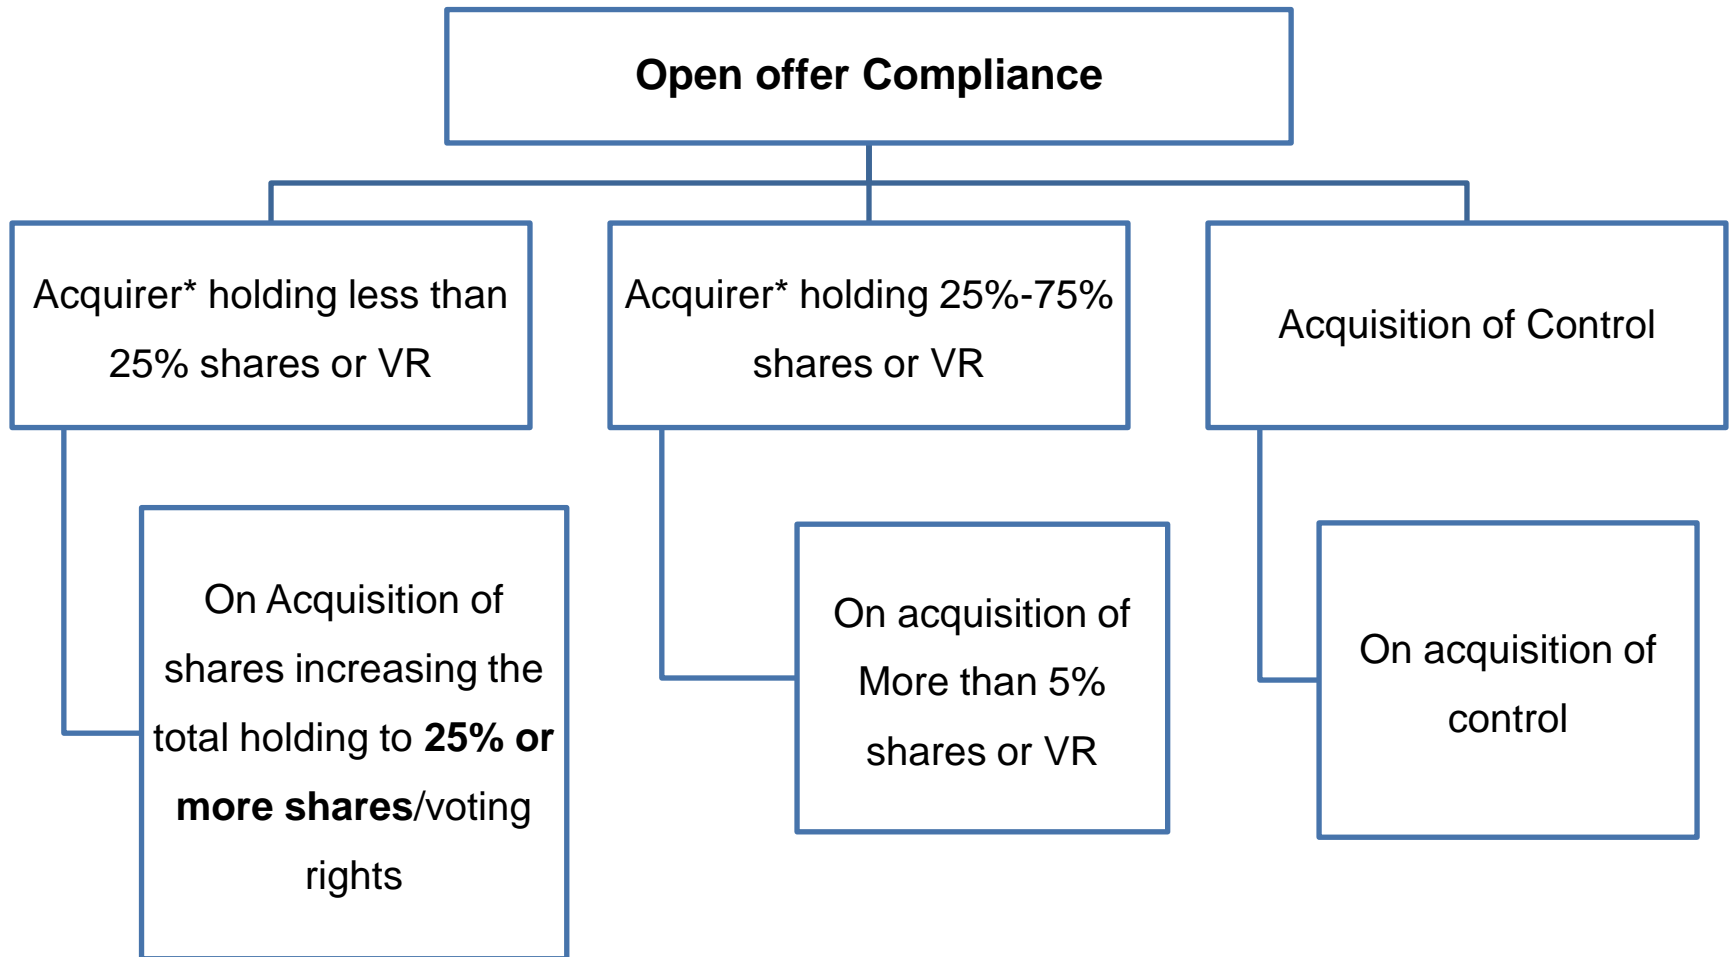 Open offer Compliance
Acquirer* holding less than
25% shares or VR
Acquirer* holding 25%-75%
shares or VR
Acquisition of Control
On Acquisition of
shares increasing the
total holding to 25% or
more shares/voting
rights
On acquisition of
More than 5%
shares or VR
On acquisition of
control